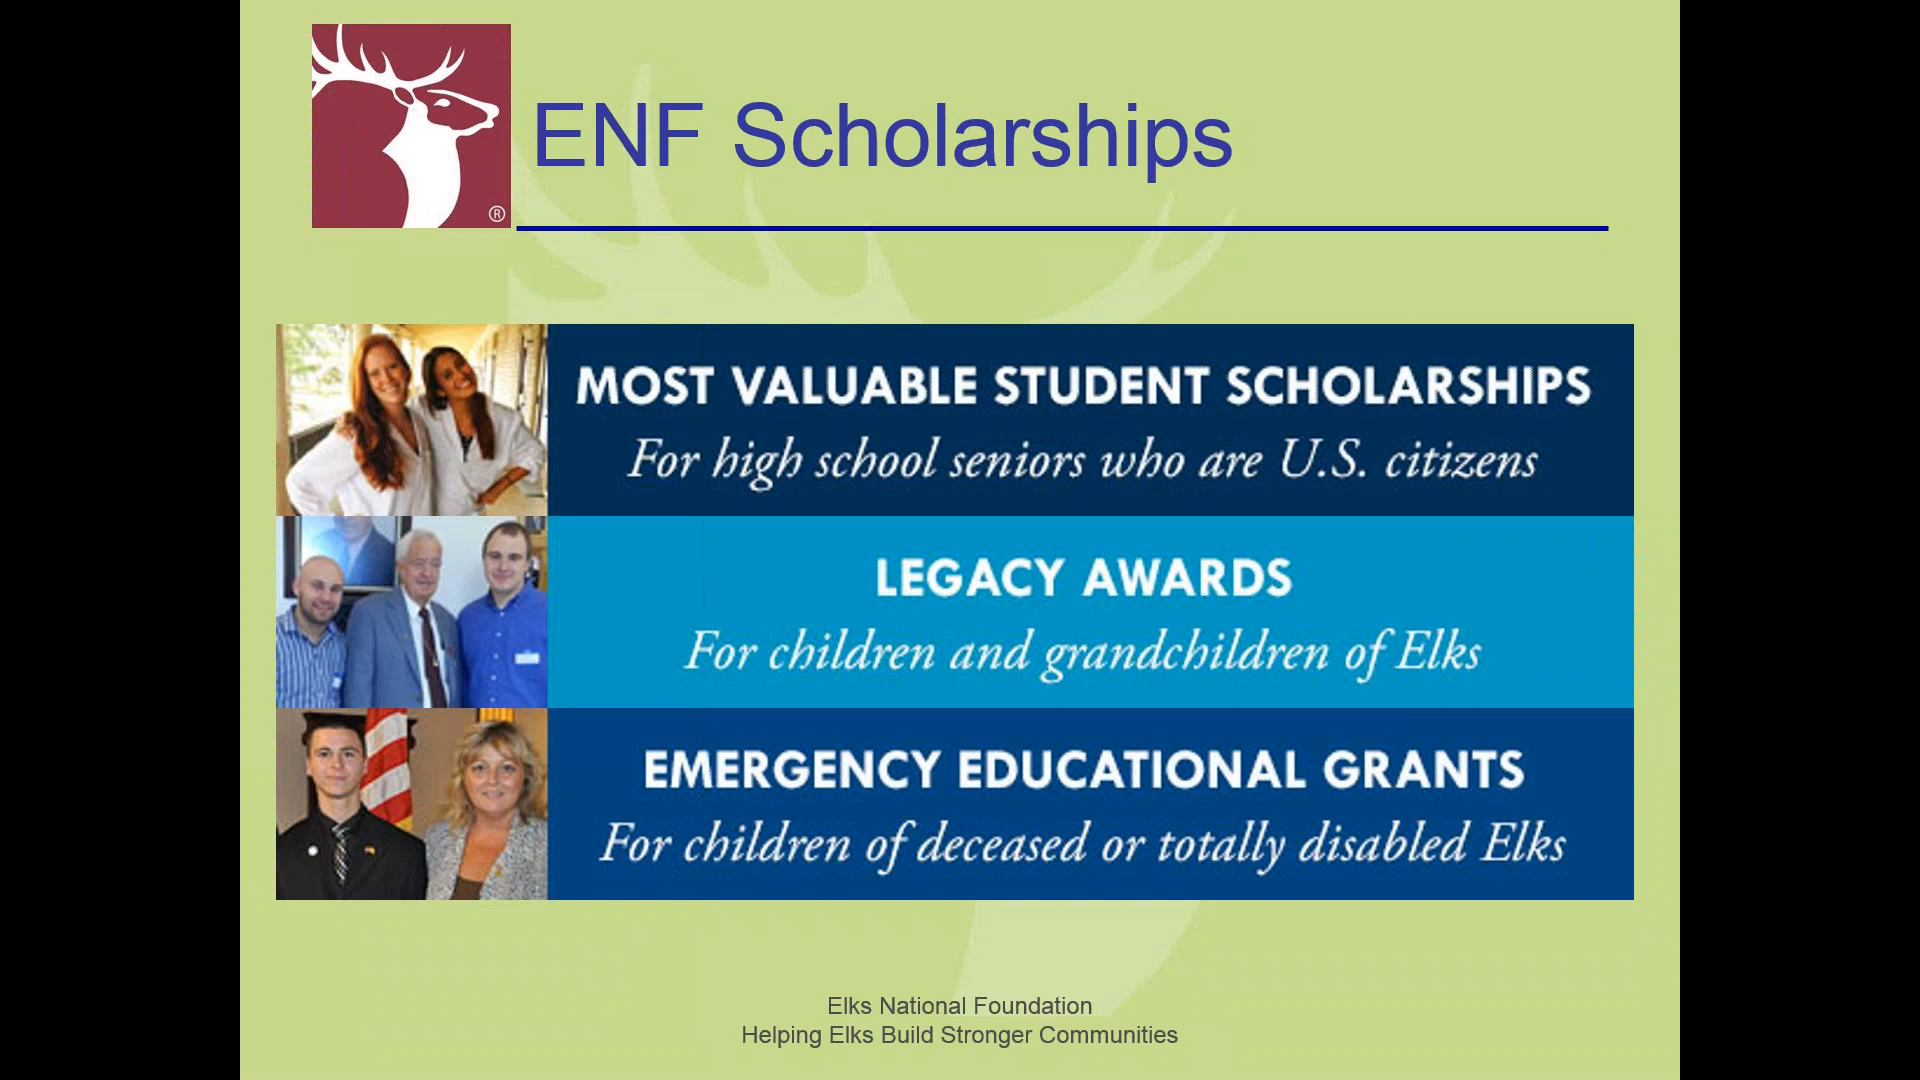 ®
ENF Scholarships
MOST VALUABLE STUDENT SCHOLARSHIPS
For high school seniors who are U.S. citizens
LEGACY AWARDS
For children and grandchildren of Elks
EMERGENCY EDUCATIONAL GRANTS
For children of deceased or totally disabled Elks
Elks National Foundation
Helping Elks Build Stronger Communities